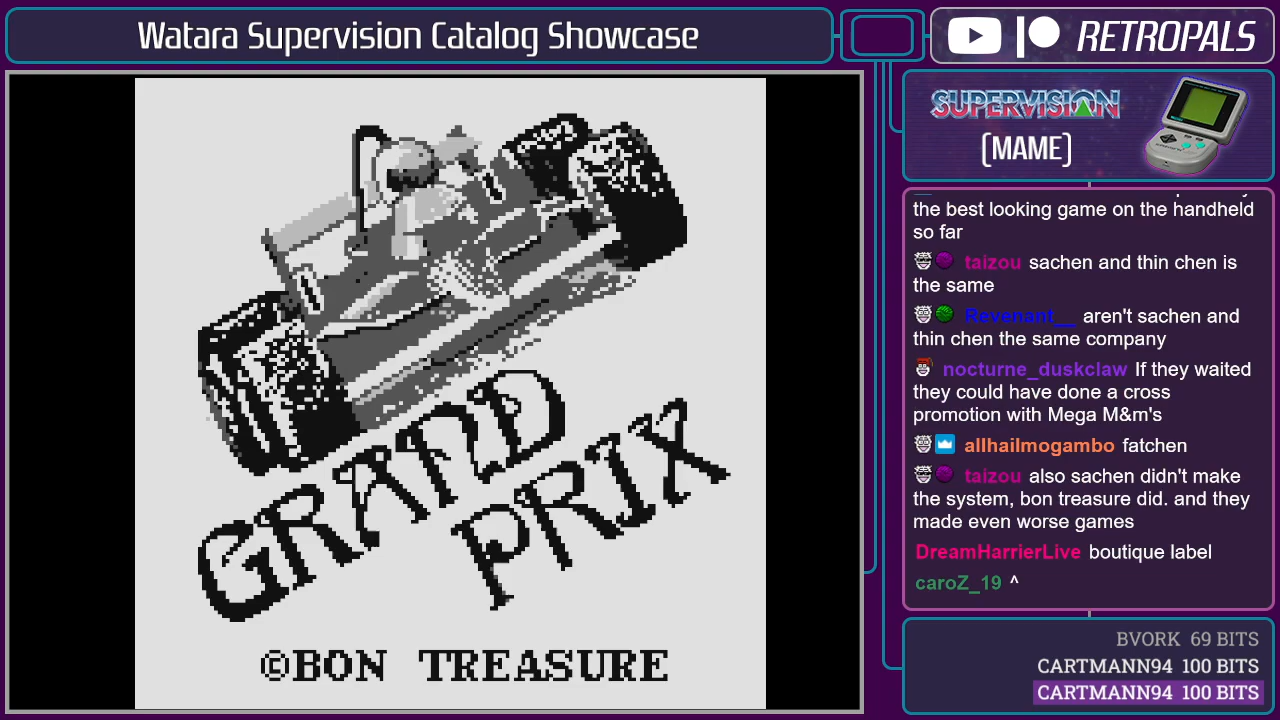 Watara Supervision Catalog Showcase
RETROPALS
SUPERVISION
[MAME]
the best looking game on the handheld
so far
taizou sachen and thin chen is
the same
Revenant__ aren't sachen and
thin chen the same company
nocturne_duskclaw If they waited
they could have done a cross
promotion with Mega M&m's
allhailmogambo fatchen
taizou also sachen didn't make
the system, bon treasure did. and they
made even worse games
DreamHarrierLive boutique label
caroZ_19 ^
GRAND
PRIX
©BON TREASURE
BVORK 69 BITS
CARTMANN94 100 BITS
CARTMANN94 100 BITS